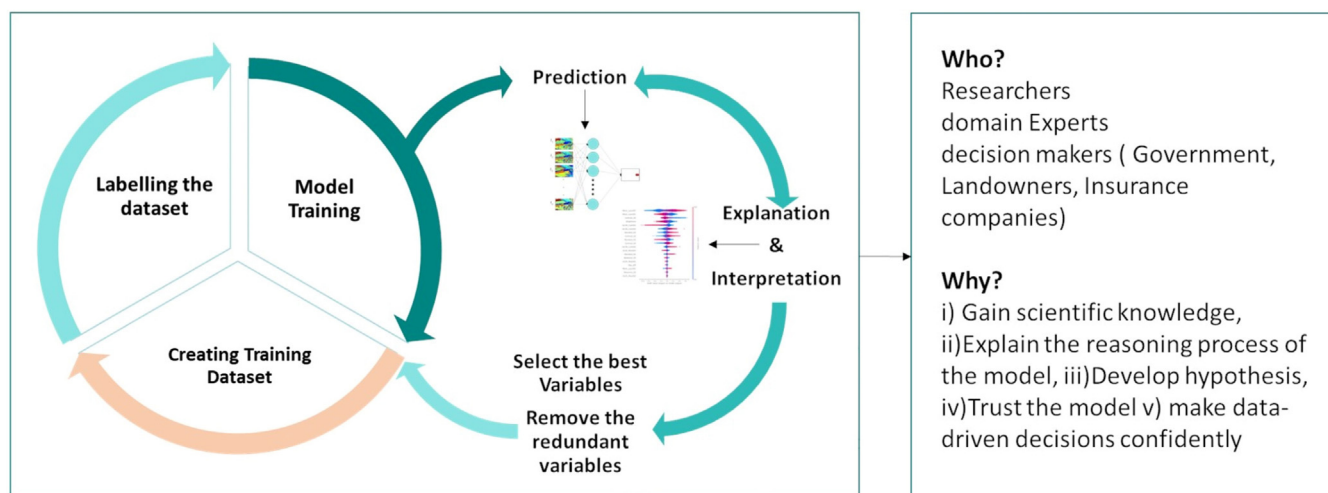 Labelling the
dataset
Model
Training
Creating Training
Dataset
Prediction
Explanation
&
Interpretation
Select the best
Variables
Remove the
redundant
variables
Who?
Researchers
domain Experts
decision makers ( Government,
Landowners, Insurance
companies)
Why?
i) Gain scientific knowledge,
ii)Explain the reasoning process of
the model, iii)Develop hypothesis,
iv)Trust the model v) make data-
driven decisions confidently